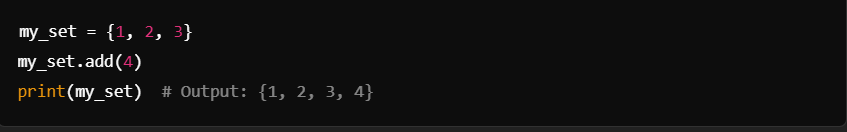 my_set = {1, 2, 3}
my_set.add(4)
print(my_set)  # Output: {1, 2, 3, 4}